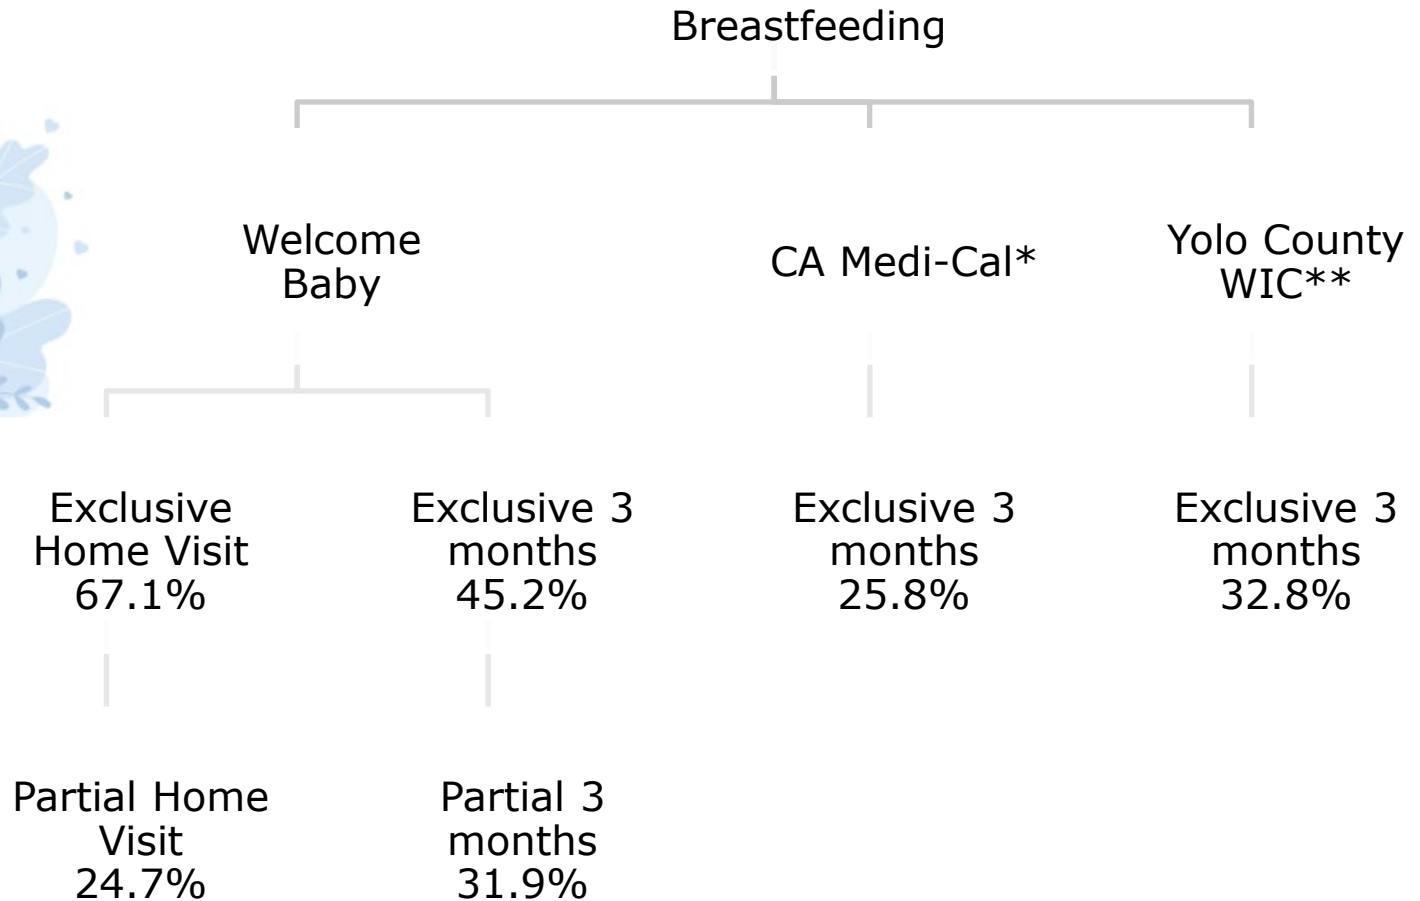 Breastfeeding
Welcome
Baby
CA Medi-Cal*
Yolo County
WIC**
Exclusive
Home Visit
67.1%
Exclusive 3
months
45.2%
Exclusive 3
months
25.8%
Exclusive 3
months
32.8%
Partial Home
Visit
24.7%
Partial 3
months
31.9%